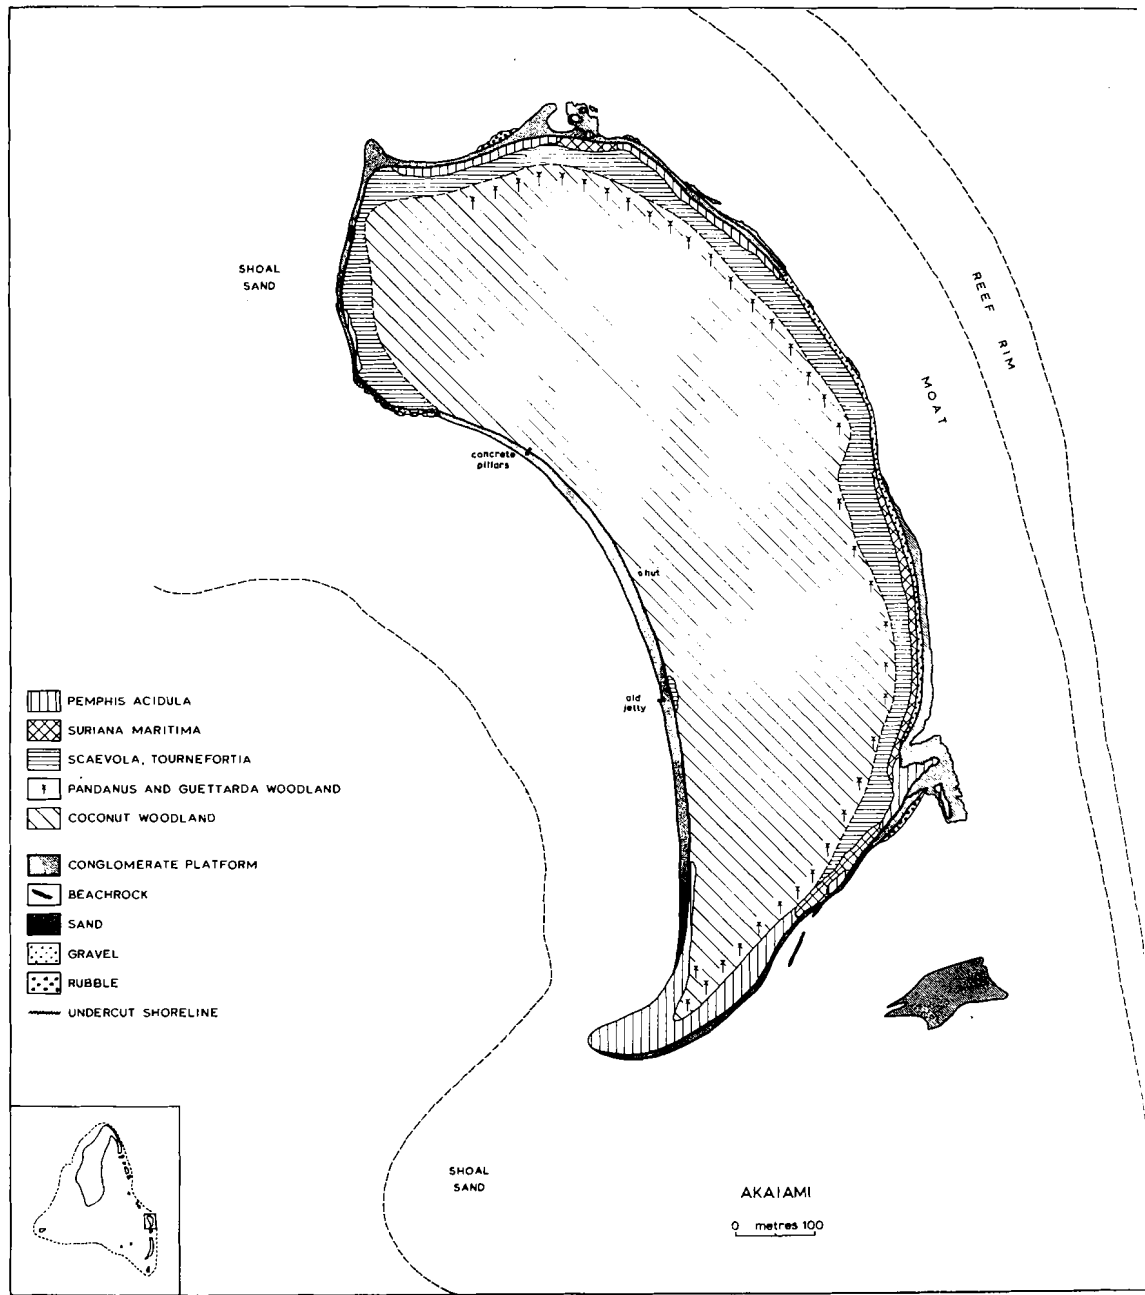 SHOAL
SAND
REEF RIM
MOAT
concrete
pillars
hut
old
jetty
PEMPHIS ACIDULA
SURIANA MARITIMA
SCAEVOLA, TOURNEFORTIA
PANDANUS AND GUETTARDA WOODLAND
COCONUT WOODLAND
CONGLOMERATE PLATFORM
BEACHROCK
SAND
GRAVEL
RUBBLE
UNDERCUT SHORELINE
SHOAL
SAND
AKAIAMI
0 metres 100